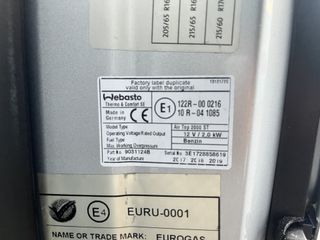 205/65 R16
215/65 R16
215/60 R17
Factory label duplicate
valid only with the original
Webasto
Thermo & Comfort SE
Made in
Germany
E1
122R - 00 0216
10 R - 04 1085
Model Type
Air Top 2000 ST
Operating Voltage/Rated Output
12 V / 2,0 kW
Fuel Type
Benzin
Max. Working Overpressure
Part No
9031124B
Serial No
Year of Manufacture
2017 2018 2019
E4
EURU-0001
NAME OR TRADE MARK: EUROGAS